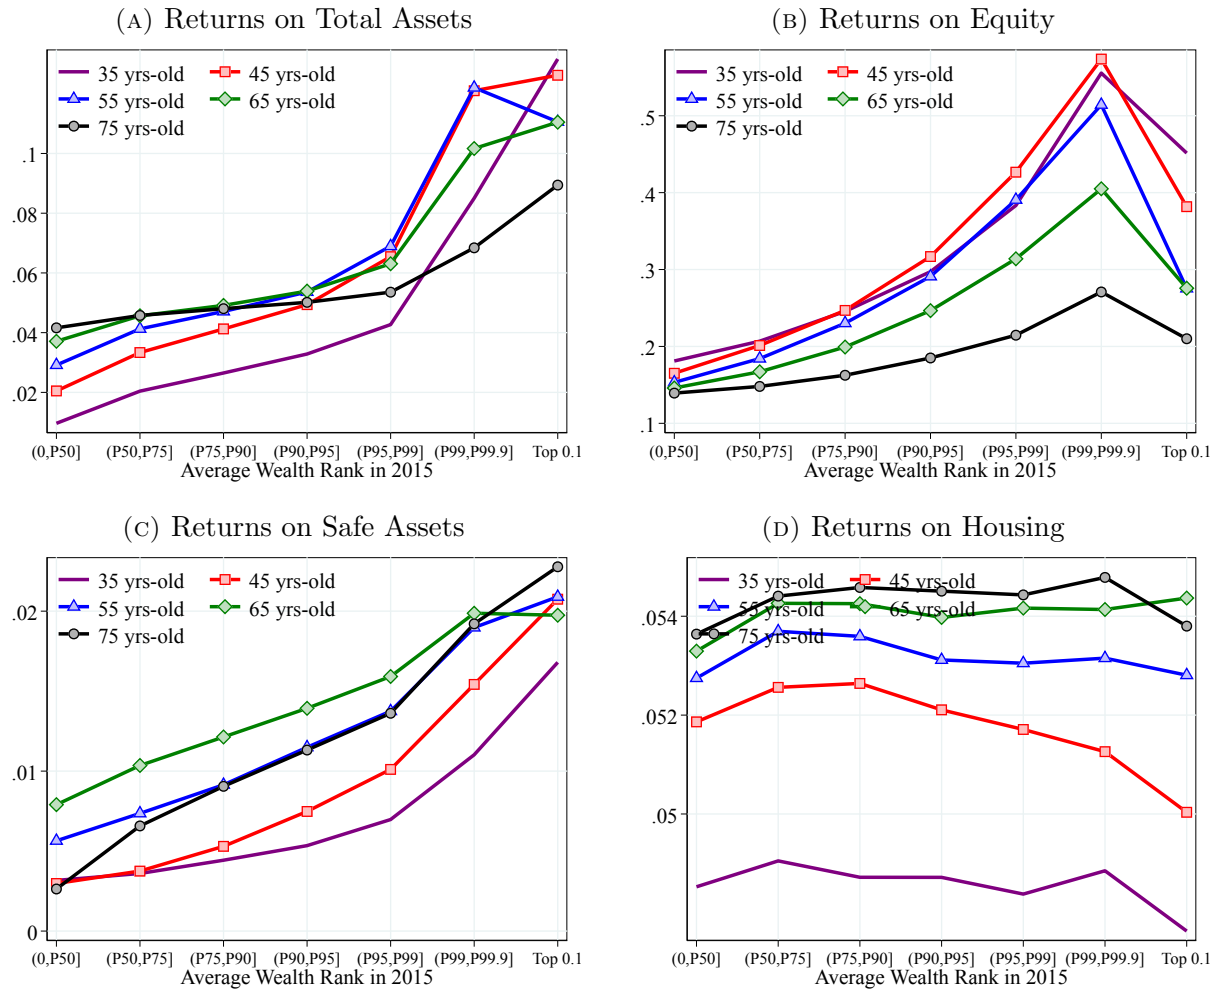 (A) Returns on Total Assets
35 yrs-old 45 yrs-old
55 yrs-old 65 yrs-old
75 yrs-old
.1
.08
.06
.04
.02
(0,P50] (P50,P75] (P75,P90] (P90,P95] (P95,P99] (P99,P99.9] Top 0.1
Average Wealth Rank in 2015
(B) Returns on Equity
35 yrs-old 45 yrs-old
55 yrs-old 65 yrs-old
75 yrs-old
.5
.4
.3
.2
.1
(0,P50] (P50,P75] (P75,P90] (P90,P95] (P95,P99] (P99,P99.9] Top 0.1
Average Wealth Rank in 2015
(C) Returns on Safe Assets
35 yrs-old 45 yrs-old
55 yrs-old 65 yrs-old
75 yrs-old
.02
.01
0
(0,P50] (P50,P75] (P75,P90] (P90,P95] (P95,P99] (P99,P99.9] Top 0.1
Average Wealth Rank in 2015
(D) Returns on Housing
35 yrs-old 45 yrs-old
55 yrs-old 65 yrs-old
75 yrs-old
.054
.052
.05
(0,P50] (P50,P75] (P75,P90] (P90,P95] (P95,P99] (P99,P99.9] Top 0.1
Average Wealth Rank in 2015